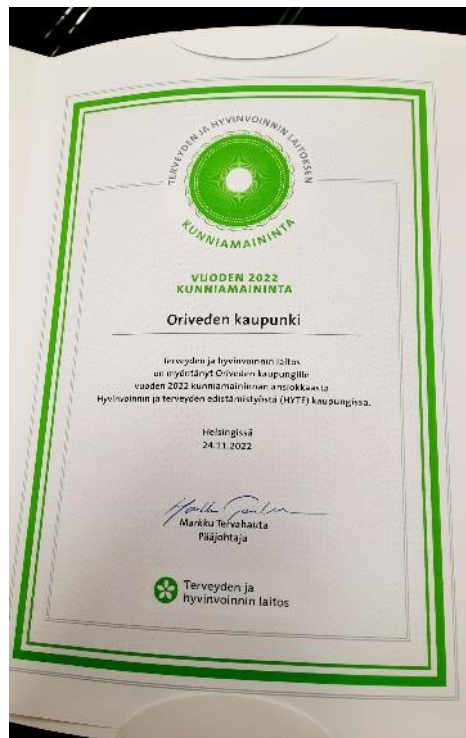 TERVEYDEN JA HYVINVOINNIN LAITOKSEN
KUNNIAMAININTA
VUODEN 2022
KUNNIAMAININTA
Oriveden kaupunki
Terveyden ja hyvinvoinnin laitos
on myöntänyt Oriveden kaupungille
vuoden 2022 kunniamaininnan ansiokkaasta
Hyvinvoinnin ja terveyden edistämistyöstä (HYTE) kaupungissa.
Helsingissä
24.11.2022
Markku Tervahauta
Pääjohtaja
Terveyden ja
hyvinvoinnin laitos